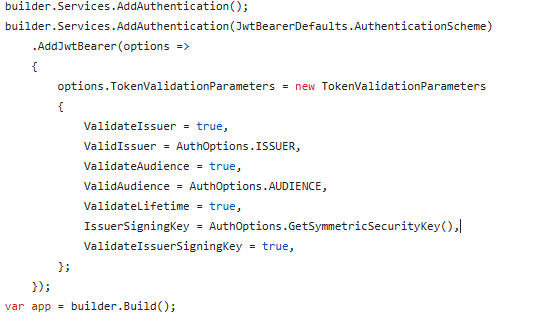 builder.Services.AddAuthentication();
builder.Services.AddAuthentication(JwtBearerDefaults.AuthenticationScheme)
    .AddJwtBearer(options =>
    {
        options.TokenValidationParameters = new TokenValidationParameters
        {
            ValidateIssuer = true,
            ValidIssuer = AuthOptions.ISSUER,
            ValidateAudience = true,
            ValidAudience = AuthOptions.AUDIENCE,
            ValidateLifetime = true,
            IssuerSigningKey = AuthOptions.GetSymmetricSecurityKey(),
            ValidateIssuerSigningKey = true,
        };
    });
var app = builder.Build();